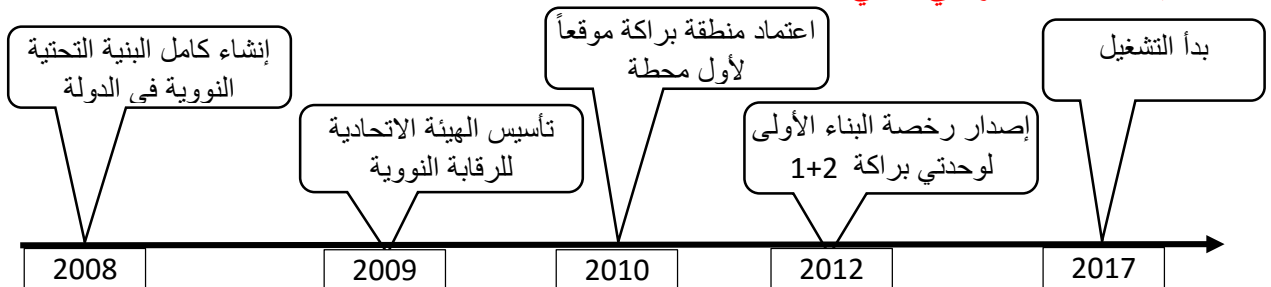 إنشاء كامل البنية التحتية
النووية في الدولة
تأسيس الهيئة الاتحادية
للرقابة النووية
اعتماد منطقة براكة موقعاً
لأول محطة
إصدار رخصة البناء الأولى
لوحدتي براكة 2+1
بدأ التشغيل
2008
2009
2010
2012
2017